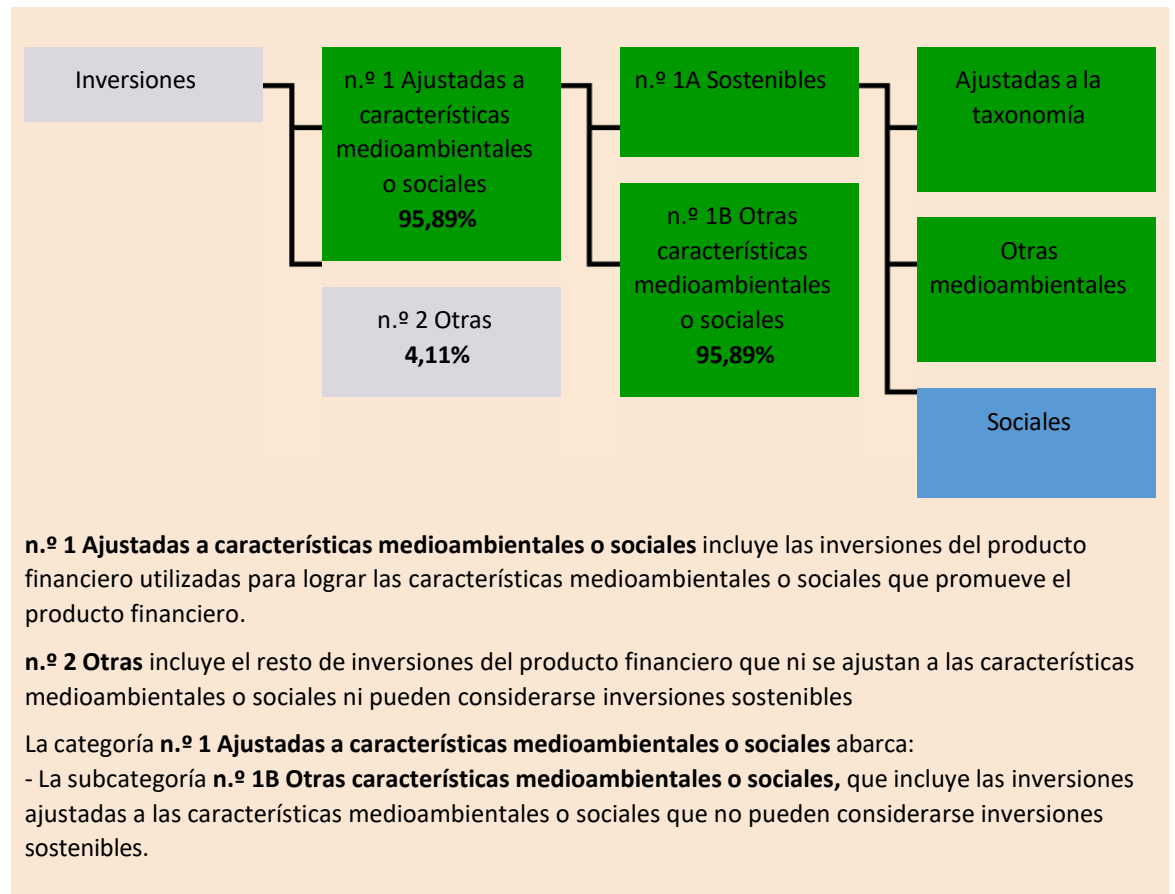 Inversiones
n.º 1 Ajustadas a
características
medioambientales
o sociales
95,89%
n.º 2 Otras
4,11%
n.º 1A Sostenibles
n.º 1B Otras
características
medioambientales
o sociales
95,89%
Ajustadas a la
taxonomía
Otras
medioambientales
Sociales
n.º 1 Ajustadas a características medioambientales o sociales incluye las inversiones del producto
financiero utilizadas para lograr las características medioambientales o sociales que promueve el
producto financiero.
n.º 2 Otras incluye el resto de inversiones del producto financiero que ni se ajustan a las características
medioambientales o sociales ni pueden considerarse inversiones sostenibles
La categoría n.º 1 Ajustadas a características medioambientales o sociales abarca:
- La subcategoría n.º 1B Otras características medioambientales o sociales, que incluye las inversiones
ajustadas a las características medioambientales o sociales que no pueden considerarse inversiones
sostenibles.